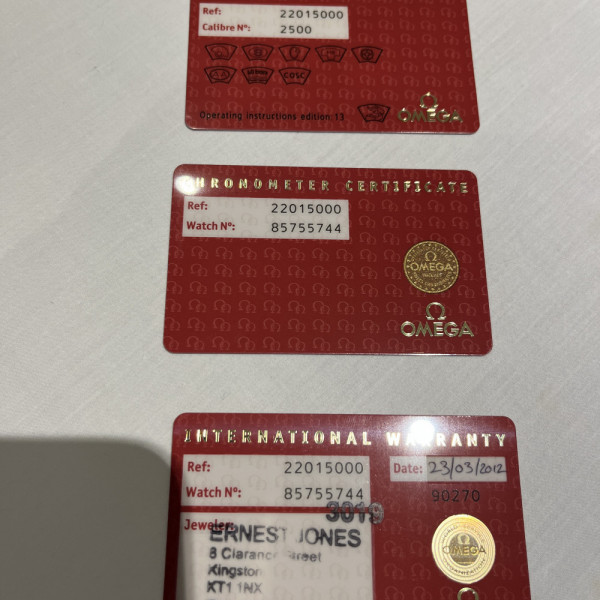 Ref: 22015000
Calibre Nº: 2500
COSC
Operating instructions edition 13
OMEGA
CHRONOMETER CERTIFICATE
Ref: 22015000
Watch Nº: 85755744
OMEGA
OMEGA
INTERNATIONAL WARRANTY
Ref: 22015000
Date: 23/03/2012
Watch Nº: 85755744
90270
3019
Jeweler:
ERNEST JONES
8 Clarance Street
Kingston
KT1 1NX
OMEGA